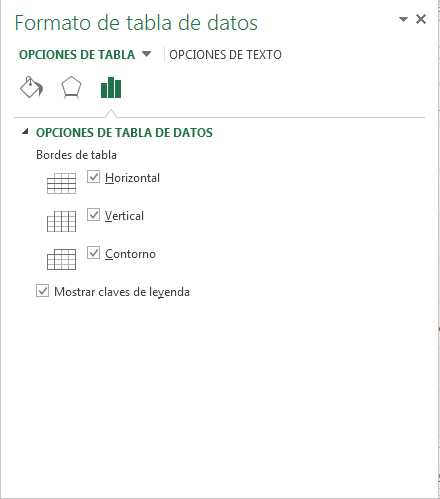 Formato de tabla de datos
OPCIONES DE TABLA OPCIONES DE TEXTO
OPCIONES DE TABLA DE DATOS
Bordes de tabla
Horizontal
Vertical
Contorno
Mostrar claves de leyenda